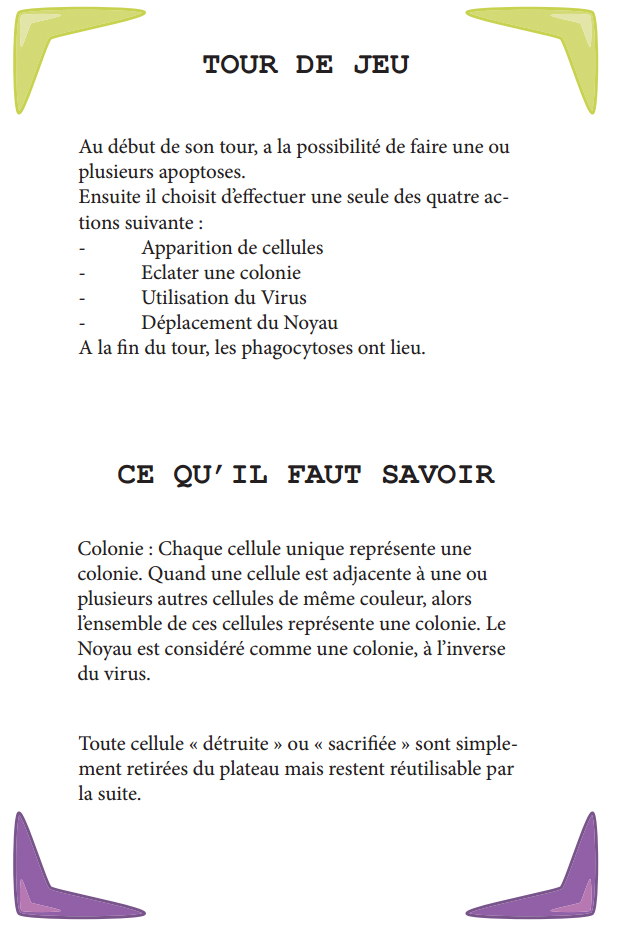 TOUR DE JEU
Au début de son tour, a la possibilité de faire une ou
plusieurs apoptoses.
Ensuite il choisit d’effectuer une seule des quatre ac-
tions suivante :
- Apparition de cellules
- Eclater une colonie
- Utilisation du Virus
- Déplacement du Noyau
A la fin du tour, les phagocytoses ont lieu.
CE QU’IL FAUT SAVOIR
Colonie : Chaque cellule unique représente une
colonie. Quand une cellule est adjacente à une ou
plusieurs autres cellules de même couleur, alors
l’ensemble de ces cellules représente une colonie. Le
Noyau est considéré comme une colonie, à l’inverse
du virus.
Toute cellule « détruite » ou « sacrifiée » sont simple-
ment retirées du plateau mais restent réutilisable par
la suite.